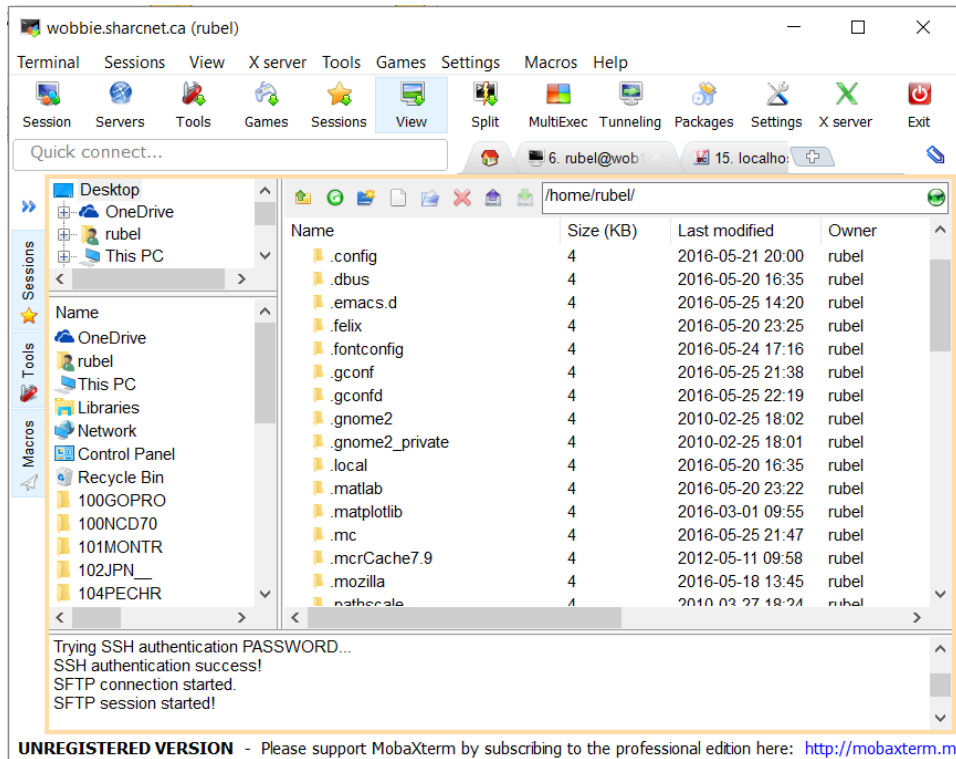 wobbie.sharcnet.ca (rubel)
Terminal Sessions View X server Tools Games Settings Macros Help
Session Servers Tools Games Sessions View Split MultiExec Tunneling Packages Settings X server Exit
Quick connect...
6. rubel@wob1
15. localho
Sessions
Tools
Macros
Desktop
OneDrive
rubel
This PC
Name
OneDrive
rubel
This PC
Libraries
Network
Control Panel
Recycle Bin
100GOPRO
100NCD70
101MONTR
102JPN__
104PECHR
/home/rubel/
Name Size (KB) Last modified Owner
.config 4 2016-05-21 20:00 rubel
.dbus 4 2016-05-20 16:35 rubel
.emacs.d 4 2016-05-25 14:20 rubel
.felix 4 2016-05-20 23:25 rubel
.fontconfig 4 2016-05-24 17:16 rubel
.gconf 4 2016-05-25 21:38 rubel
.gconfd 4 2016-05-25 22:19 rubel
.gnome2 4 2010-02-25 18:02 rubel
.gnome2_private 4 2010-02-25 18:01 rubel
.local 4 2016-05-20 16:35 rubel
.matlab 4 2016-05-20 23:22 rubel
.matplotlib 4 2016-03-01 09:55 rubel
.mc 4 2016-05-25 21:47 rubel
.mcrCache7.9 4 2012-05-11 09:58 rubel
.mozilla 4 2016-05-18 13:45 rubel
.pathscale 4 2010-03-27 18:24 rubel
Trying SSH authentication PASSWORD...
SSH authentication success!
SFTP connection started.
SFTP session started!
UNREGISTERED VERSION - Please support MobaXterm by subscribing to the professional edition here: http://mobaxterm.m